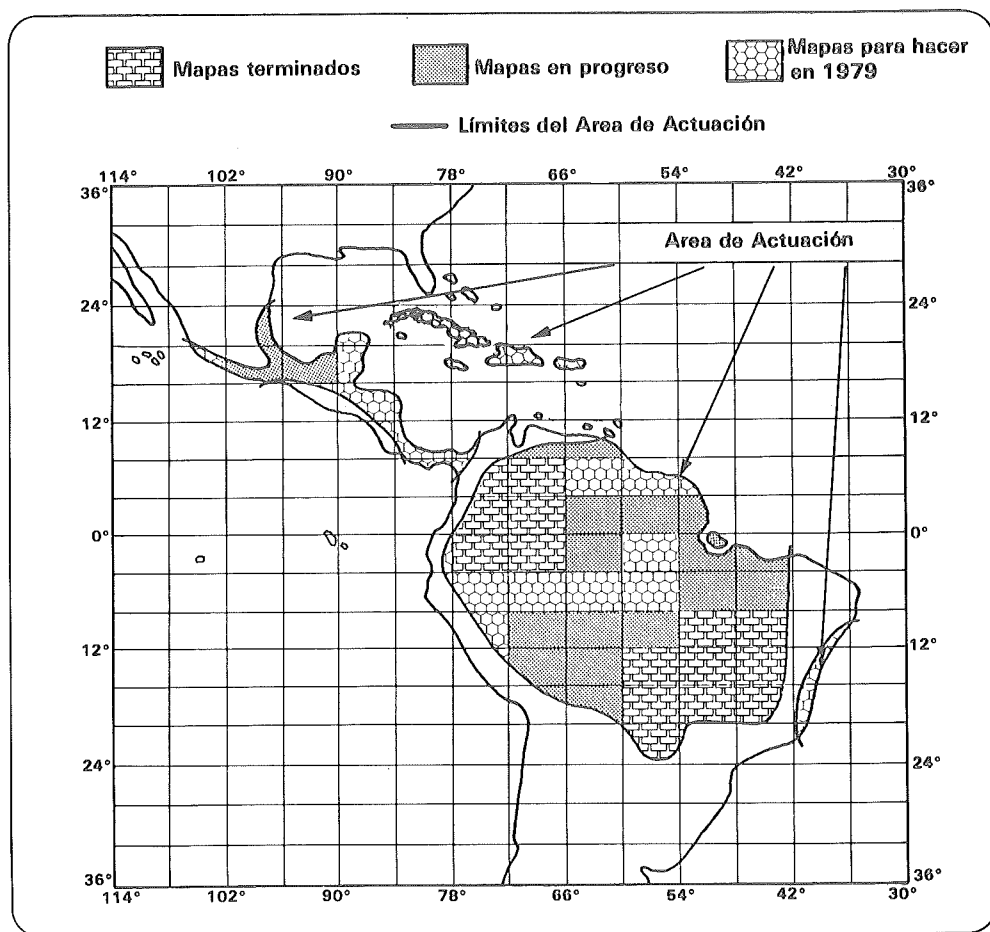 Mapas terminados
Mapas en progreso
Mapas para hacer
en 1979
Límites del Area de Actuación
114° 102° 90° 78° 66° 54° 42° 30°
36° 36°
Area de Actuación
24° 24°
12° 12°
0° 0°
12° 12°
24° 24°
36° 36°
114° 102° 90° 78° 66° 54° 42° 30°